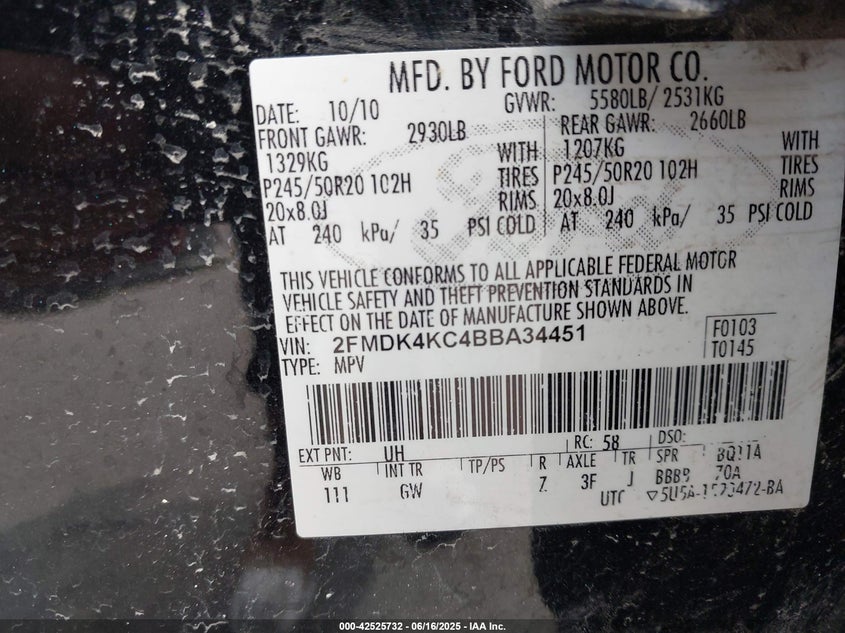 MFD. BY FORD MOTOR CO.
DATE: 10/10 GVWR: 5580LB/ 2531KG
FRONT GAWR: 2930LB REAR GAWR: 2660LB
1329KG WITH 1207KG WITH
P245/50R20 102H TIRES P245/50R20 102H TIRES
20x8.0J RIMS 20x8.0J RIMS
AT 240 kPa/ 35 PSI COLD AT 240 kPa/ 35 PSI COLD
THIS VEHICLE CONFORMS TO ALL APPLICABLE FEDERAL MOTOR
VEHICLE SAFETY AND THEFT PREVENTION STANDARDS IN
EFFECT ON THE DATE OF MANUFACTURE SHOWN ABOVE.
VIN: 2FMDK4KC4BBA34451 F0103
TYPE: MPV T0145
EXT PNT: UH RC: 58 DSO:
WB INT TR TP/PS R AXLE TR SPR BQ11A
111 GW Z 3F J BBBB 70A
UTC
000-42525732 - 06/16/2025 - IAA Inc.